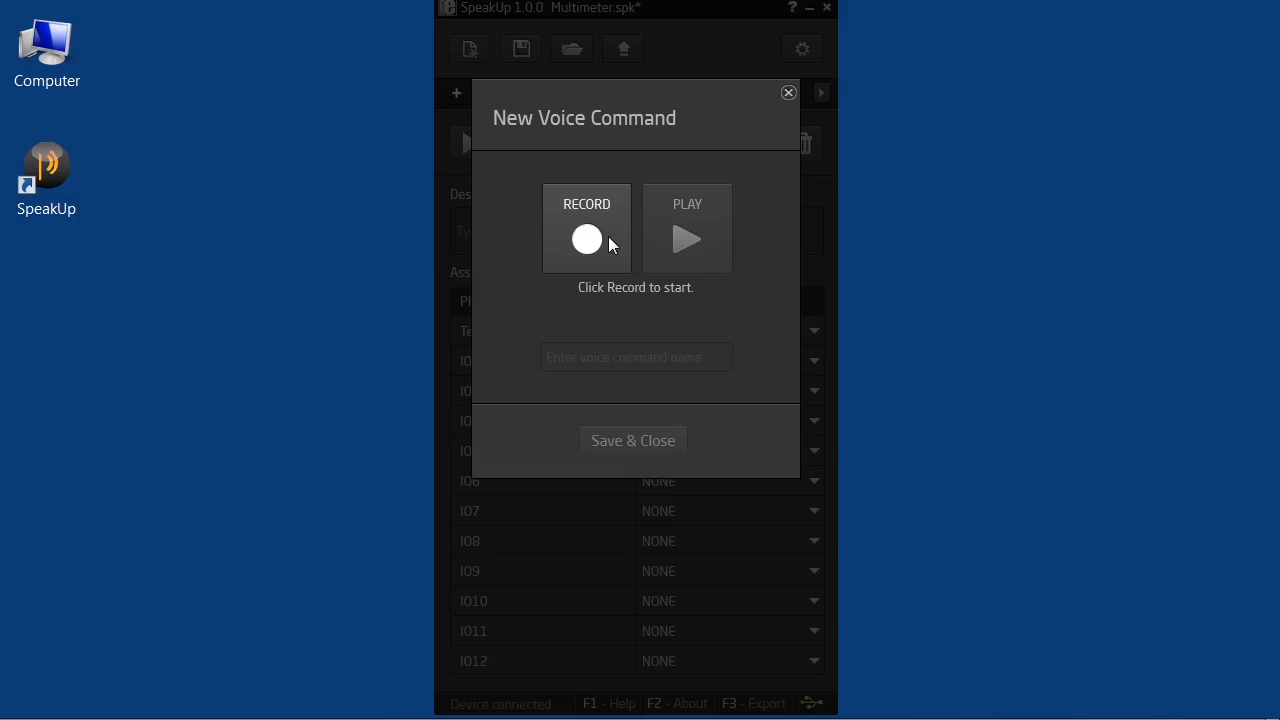 Computer
SpeakUp
SpeakUp 1.0.0 Multimeter.spk*
New Voice Command
RECORD
PLAY
Click Record to start.
Enter voice command name
Save & Close
IO6 NONE
IO7 NONE
IO8 NONE
IO9 NONE
IO10 NONE
IO11 NONE
IO12 NONE
Device connected F1 - Help F2 - About F3 - Export